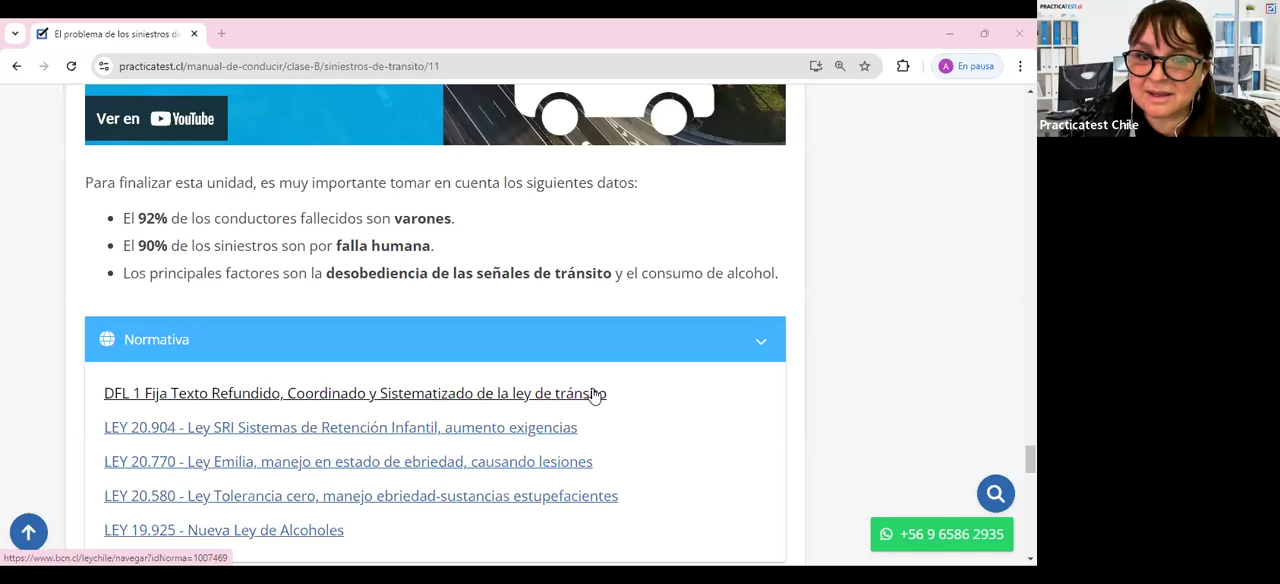 El problema de los siniestros de
practicatest.cl/manual-de-conducir/clase-B/siniestros-de-transito/11
A
En pausa
PRACTICATEST.cl
Practicatest Chile
Ver en YouTube
Para finalizar esta unidad, es muy importante tomar en cuenta los siguientes datos:
El 92% de los conductores fallecidos son varones.
El 90% de los siniestros son por falla humana.
Los principales factores son la desobediencia de las señales de tránsito y el consumo de alcohol.
Normativa
DFL 1 Fija Texto Refundido, Coordinado y Sistematizado de la ley de tránsito
LEY 20.904 - Ley SRI Sistemas de Retención Infantil, aumento exigencias
LEY 20.770 - Ley Emilia, manejo en estado de ebriedad, causando lesiones
LEY 20.580 - Ley Tolerancia cero, manejo ebriedad-sustancias estupefacientes
LEY 19.925 - Nueva Ley de Alcoholes
+56 9 6586 2935
https://www.bcn.cl/leychile/navegar?idNorma=1007469